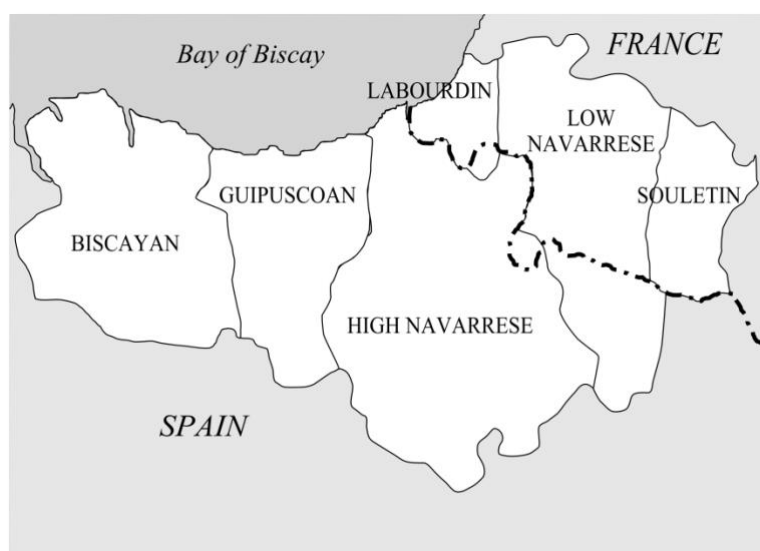 FRANCE
Bay of Biscay
LABOURDIN
LOW
NAVARRESE
GUIPUSCOAN
SOULETIN
BISCAYAN
HIGH NAVARRESE
SPAIN